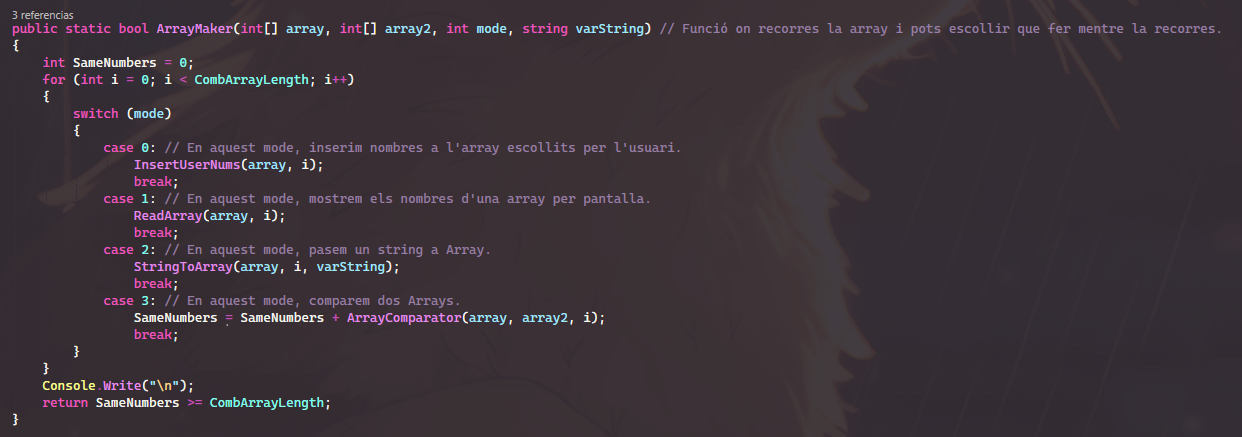 3 referencias
public static bool ArrayMaker(int[] array, int[] array2, int mode, string varString) // Funció on recorres la array i pots escollir que fer mentre la recorres.
{
    int SameNumbers = 0;
    for (int i = 0; i < CombArrayLength; i++)
    {
        switch (mode)
        {
            case 0: // En aquest mode, inserim nombres a l'array escollits per l'usuari.
                InsertUserNums(array, i);
                break;
            case 1: // En aquest mode, mostrem els nombres d'una array per pantalla.
                ReadArray(array, i);
                break;
            case 2: // En aquest mode, pasem un string a Array.
                StringToArray(array, i, varString);
                break;
            case 3: // En aquest mode, comparem dos Arrays.
                SameNumbers = SameNumbers + ArrayComparator(array, array2, i);
                break;
        }
    }
    Console.Write("\n");
    return SameNumbers >= CombArrayLength;
}